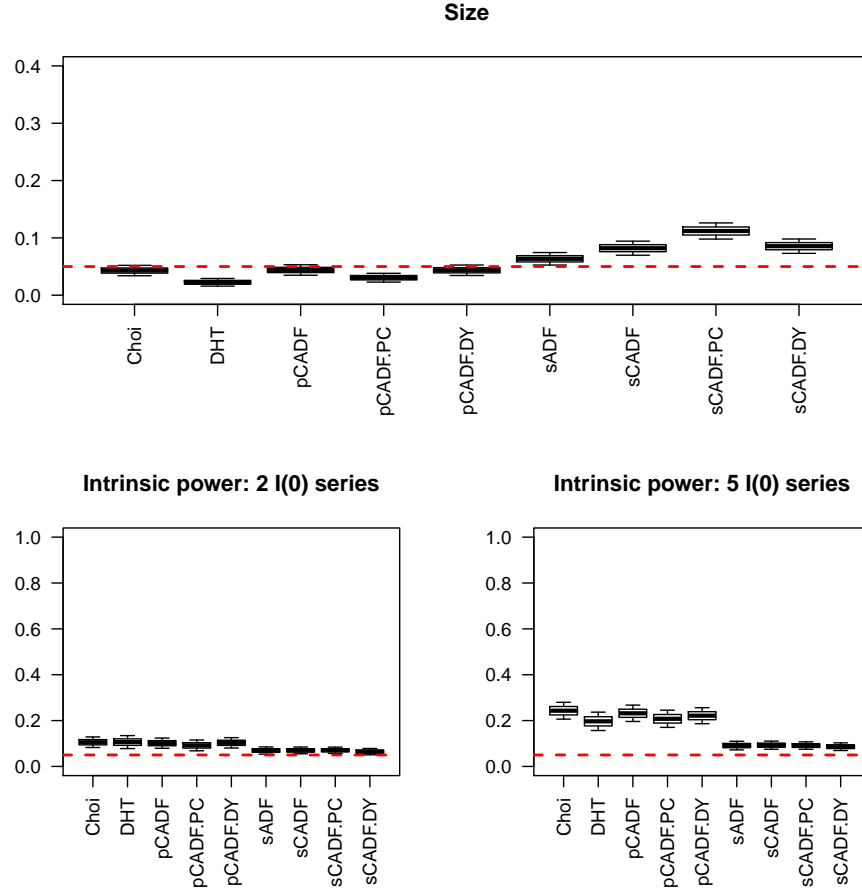 Size
0.4
0.3
0.2
0.1
0.0
Choi
DHT
pCADF
pCADF.PC
pCADF.DY
sADF
sCADF
sCADF.PC
sCADF.DY
Intrinsic power: 2 I(0) series
1.0
0.8
0.6
0.4
0.2
0.0
Choi
DHT
pCADF
pCADF.PC
pCADF.DY
sADF
sCADF
sCADF.PC
sCADF.DY
Intrinsic power: 5 I(0) series
1.0
0.8
0.6
0.4
0.2
0.0
Choi
DHT
pCADF
pCADF.PC
pCADF.DY
sADF
sCADF
sCADF.PC
sCADF.DY